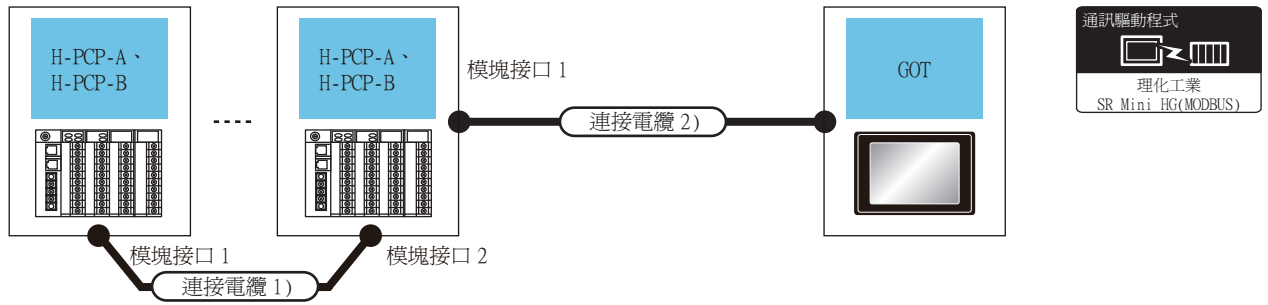 H-PCP-A、
H-PCP-B
....
H-PCP-A、
H-PCP-B
模塊接口 1
連接電纜 2)
GOT
通訊驅動程式
理化工業
SR Mini HG(MODBUS)
模塊接口 1
模塊接口 2
連接電纜 1)